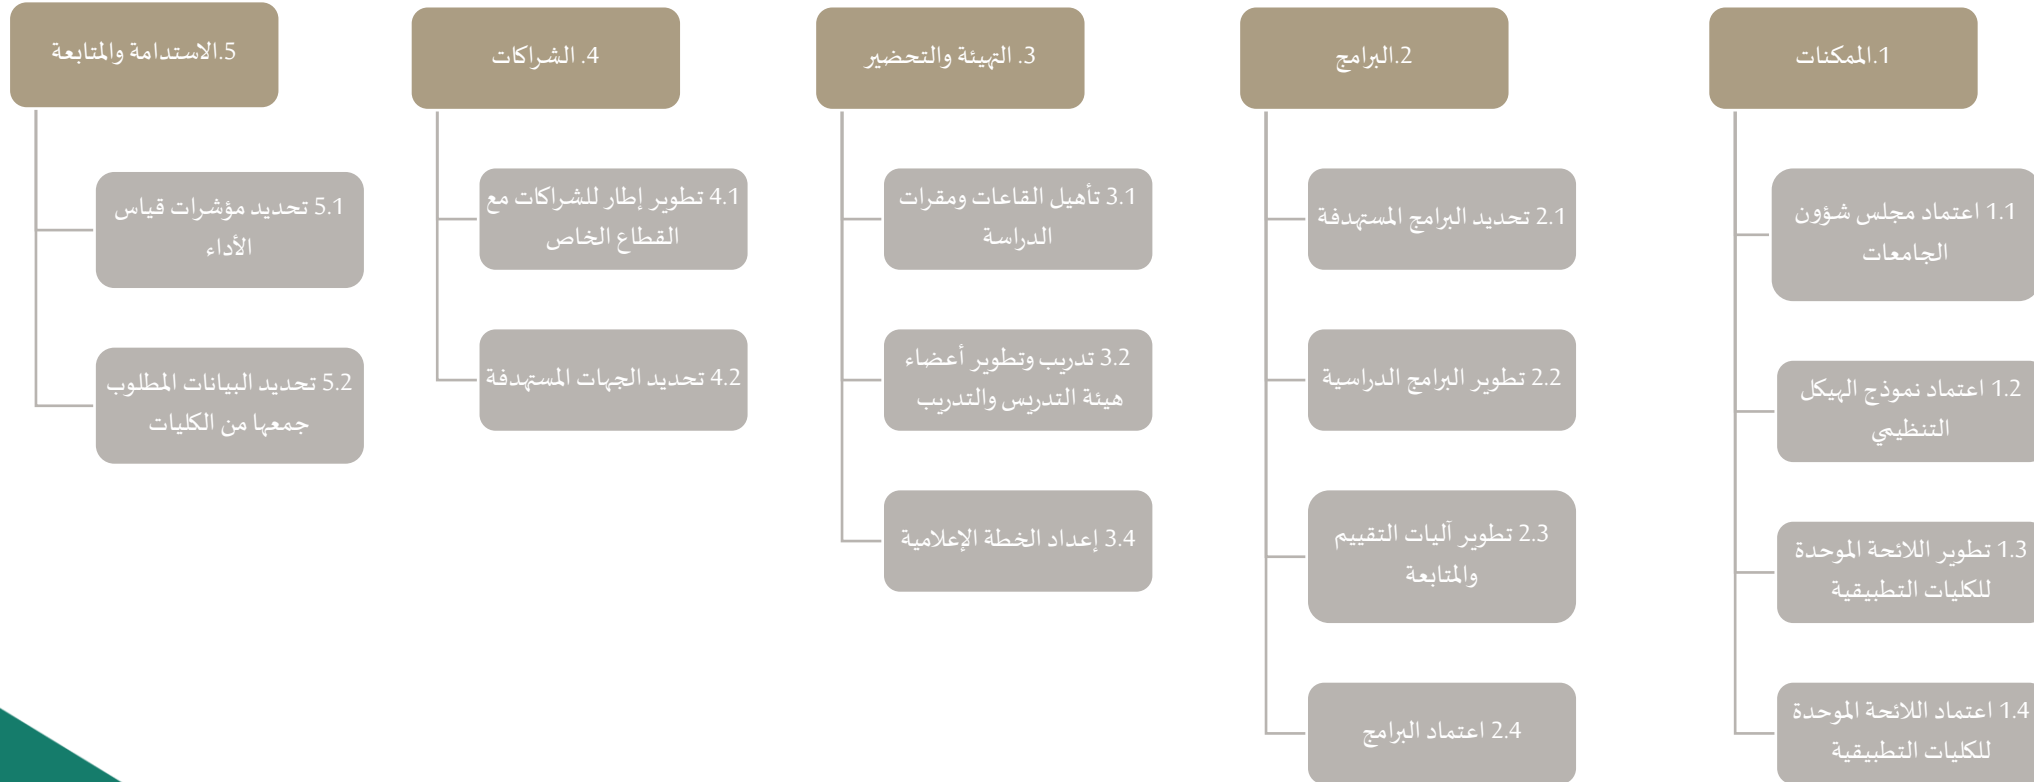 1.الممكنات
1.1 اعتماد مجلس شؤون
الجامعات
1.2 اعتماد نموذج الهيكل
التنظيمي
1.3 تطوير اللائحة الموحدة
للكليات التطبيقية
1.4 اعتماد اللائحة الموحدة
للكليات التطبيقية
2.البرامج
2.1 تحديد البرامج المستهدفة
2.2 تطوير البرامج الدراسية
2.3 تطوير آليات التقييم
والمتابعة
2.4 اعتماد البرامج
3. التهيئة والتحضير
3.1 تأهيل القاعات ومقرات
الدراسة
3.2 تدريب وتطوير أعضاء
هيئة التدريس والتدريب
3.4 إعداد الخطة الإعلامية
4. الشراكات
4.1 تطوير إطار للشراكات مع
القطاع الخاص
4.2 تحديد الجهات المستهدفة
5.الاستدامة والمتابعة
5.1 تحديد مؤشرات قياس
الأداء
5.2 تحديد البيانات المطلوب
جمعها من الكليات